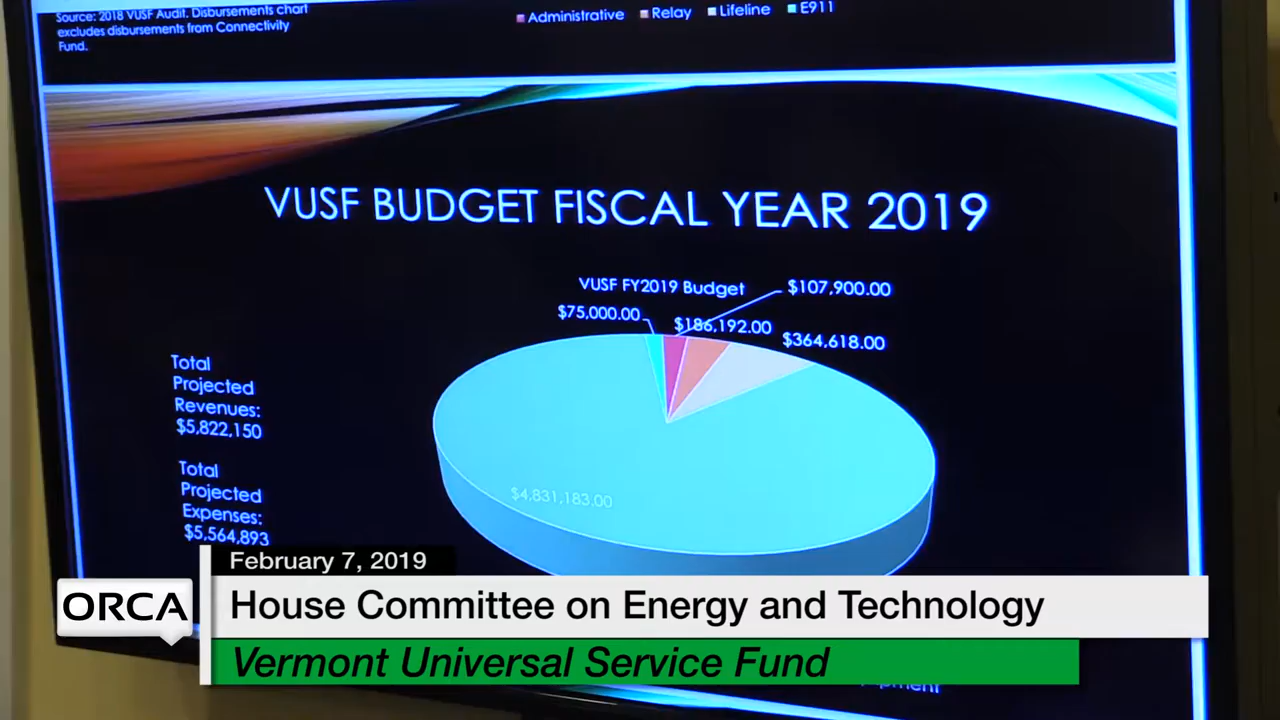 Source: 2018 VUSF Audit. Disbursements chart
excludes disbursements from Connectivity
Fund.
Administrative Relay Lifeline E911
VUSF BUDGET FISCAL YEAR 2019
VUSF FY2019 Budget
$107,900.00
$75,000.00
$186,192.00
$364,618.00
Total
Projected
Revenues:
$5,822,150
Total
Projected
Expenses:
$5,564,893
$4,831,183.00
February 7, 2019
ORCA
House Committee on Energy and Technology
Vermont Universal Service Fund